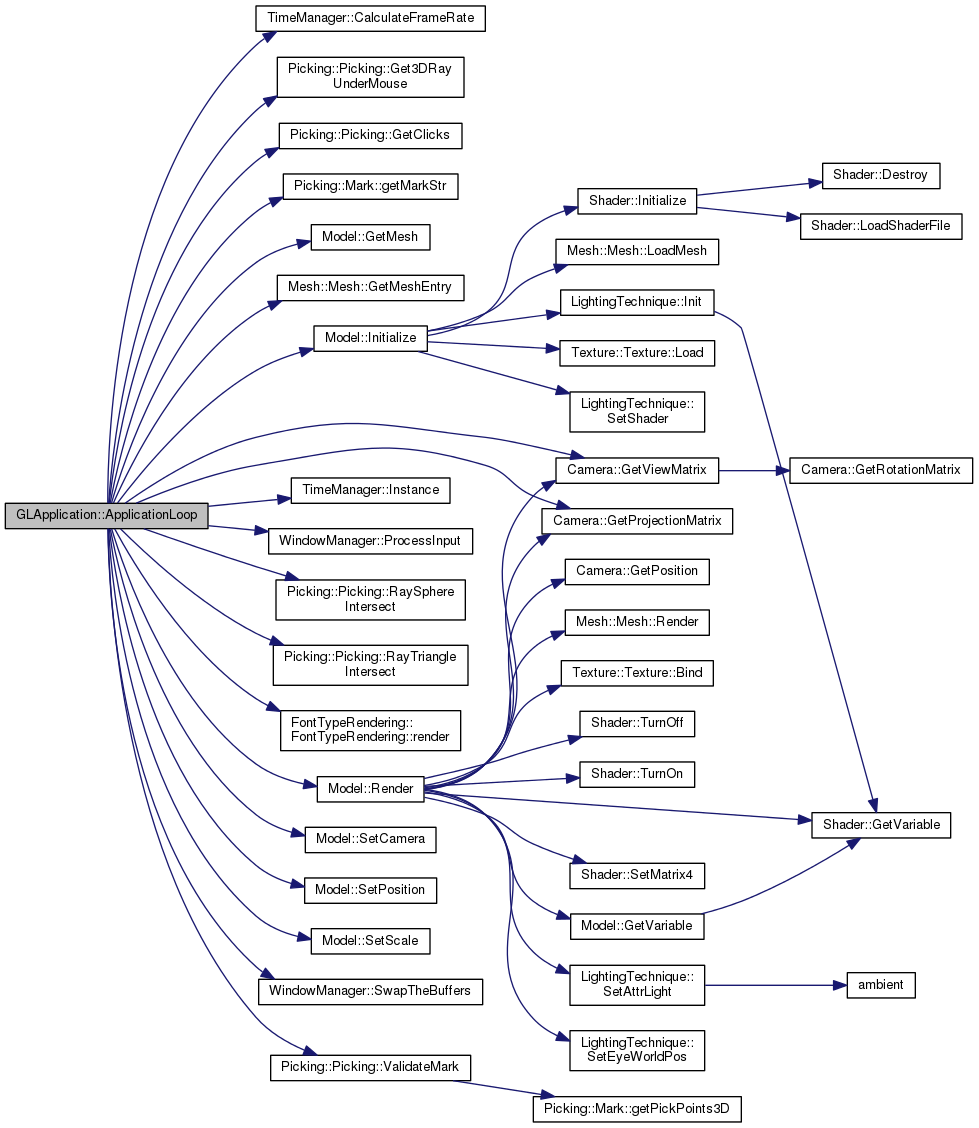 TimeManager::CalculateFrameRate
Picking::Picking::Get3DRay
UnderMouse
Picking::Picking::GetClicks
Picking::Mark::getMarkStr
Model::GetMesh
Mesh::Mesh::GetMeshEntry
Model::Initialize
Shader::Initialize
Shader::Destroy
Shader::LoadShaderFile
Mesh::Mesh::LoadMesh
LightingTechnique::Init
Texture::Texture::Load
LightingTechnique::
SetShader
Camera::GetViewMatrix
Camera::GetRotationMatrix
GLApplication::ApplicationLoop
TimeManager::Instance
Camera::GetProjectionMatrix
WindowManager::ProcessInput
Picking::Picking::RaySphere
Intersect
Camera::GetPosition
Mesh::Mesh::Render
Picking::Picking::RayTriangle
Intersect
Texture::Texture::Bind
FontTypeRendering::
FontTypeRendering::render
Shader::TurnOff
Shader::TurnOn
Model::Render
Shader::GetVariable
Model::SetCamera
Shader::SetMatrix4
Model::SetPosition
Model::GetVariable
Model::SetScale
LightingTechnique::
SetAttrLight
ambient
WindowManager::SwapTheBuffers
LightingTechnique::
SetEyeWorldPos
Picking::Picking::ValidateMark
Picking::Mark::getPickPoints3D